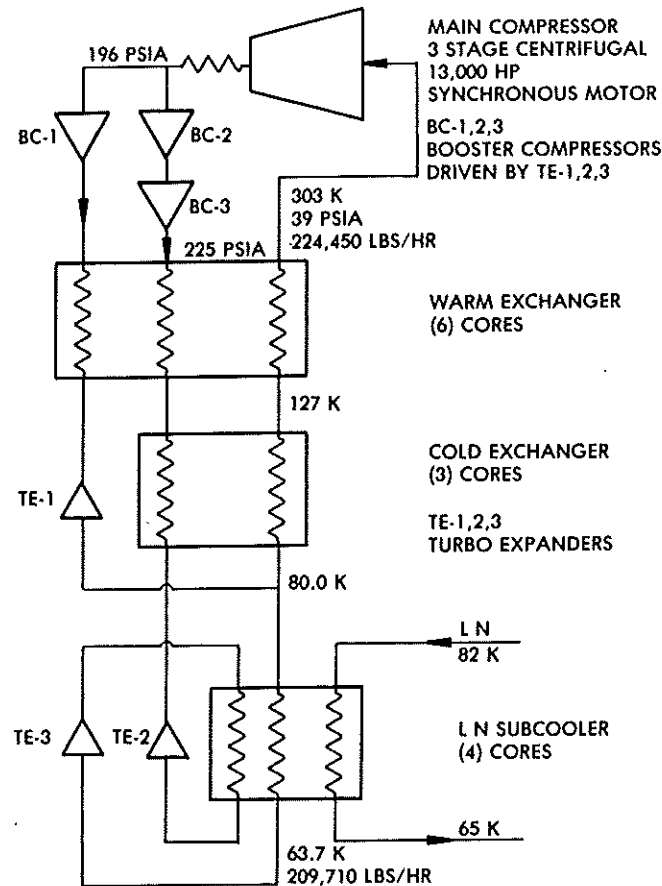 196 PSIA
MAIN COMPRESSOR
3 STAGE CENTRIFUGAL
13,000 HP
SYNCHRONOUS MOTOR
BC-1
BC-2
BC-1,2,3
BOOSTER COMPRESSORS
DRIVEN BY TE-1,2,3
BC-3
303 K
39 PSIA
224,450 LBS/HR
225 PSIA
WARM EXCHANGER
(6) CORES
127 K
COLD EXCHANGER
(3) CORES
TE-1
TE-1,2,3
TURBO EXPANDERS
80.0 K
L N
82 K
TE-3
TE-2
L N SUBCOOLER
(4) CORES
65 K
63.7 K
209,710 LBS/HR